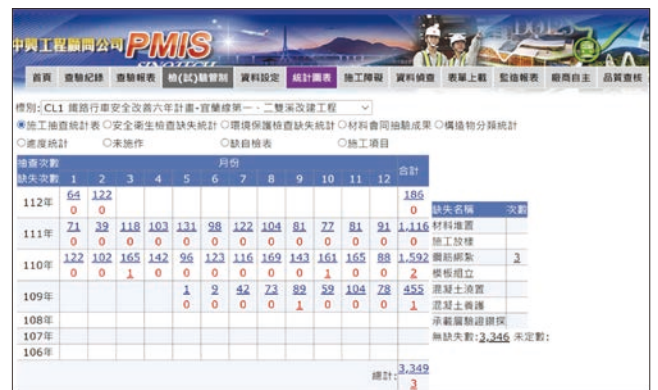 中興工程顧問公司 PMIS
SINOTECH
首頁 查驗紀錄 查驗報表 檢(試)驗管制 資料設定 統計圖表 施工障礙 資料偵查 表單上載 監造報表 廠商自主 品質查核
標別: CL1 鐵路行車安全改善六年計畫-宜蘭線第一、二雙溪改建工程
施工抽查統計表 安全衛生檢查缺失統計 環境保護檢查缺失統計 材料會同抽驗成果 構造物分類統計
進度統計 未施作 缺自檢表 施工項目
抽查次數 月份 合計
缺失次數 1 2 3 4 5 6 7 8 9 10 11 12
112年 64 122 186
0 0 0
111年 71 39 118 103 131 98 122 104 81 77 81 91 1,116
0 0 0 0 0 0 0 0 0 0 0 0 0
110年 122 102 165 142 96 123 116 169 143 161 165 88 1,592
0 0 1 0 0 0 0 0 0 1 0 0 2
109年 1 9 42 73 89 59 104 78 455
0 0 0 0 1 0 0 0 1
108年
107年
106年
總計: 3,349
3
缺失名稱 次數
材料堆置
施工放樣
鋼筋綁紮 3
模板組立
混凝土澆置
混凝土養護
承載層驗證鑽探
無缺失數:3,346 未定數: